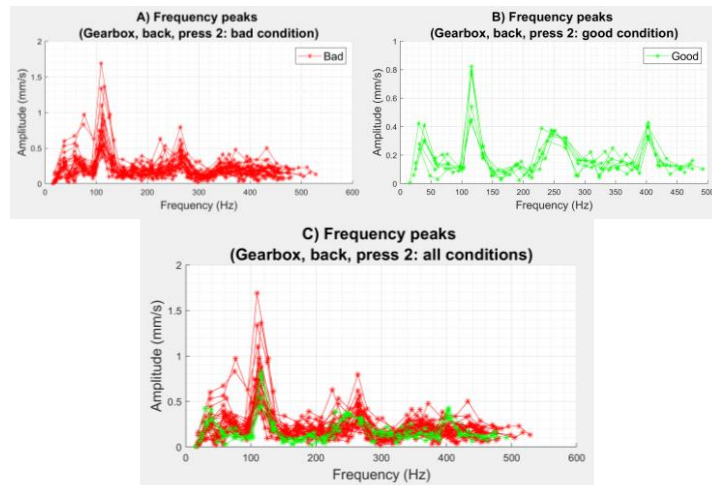 A) Frequency peaks
(Gearbox, back, press 2: bad condition)
Bad
Amplitude (mm/s)
2
1.5
1
0.5
0
0 100 200 300 400 500 600
Frequency (Hz)
B) Frequency peaks
(Gearbox, back, press 2: good condition)
Good
Amplitude (mm/s)
1
0.8
0.6
0.4
0.2
0
0 50 100 150 200 250 300 350 400 450 500
Frequency (Hz)
C) Frequency peaks
(Gearbox, back, press 2: all conditions)
Amplitude (mm/s)
2
1.5
1
0.5
0
0 100 200 300 400 500 600
Frequency (Hz)